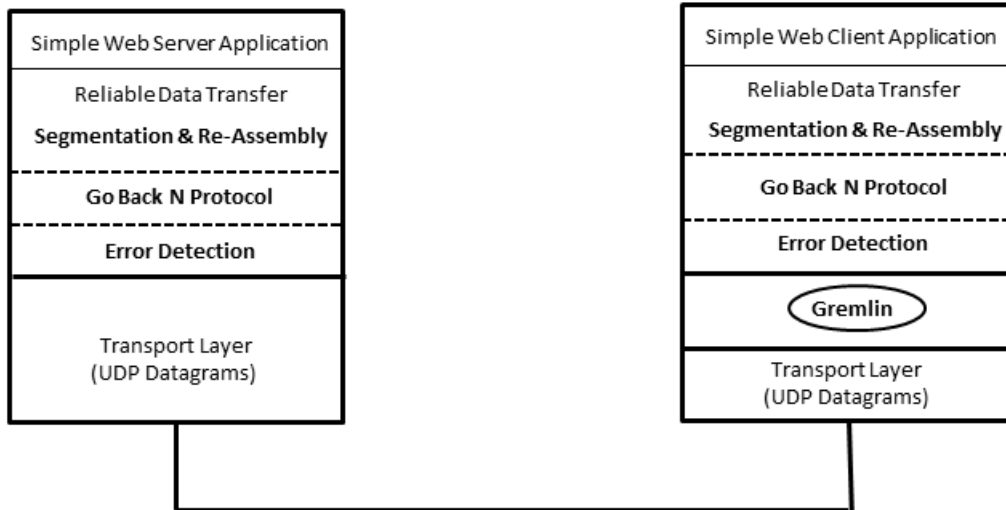 Simple Web Server Application
Reliable Data Transfer
Segmentation & Re-Assembly
Go Back N Protocol
Error Detection
Transport Layer
(UDP Datagrams)
Simple Web Client Application
Reliable Data Transfer
Segmentation & Re-Assembly
Go Back N Protocol
Error Detection
Gremlin
Transport Layer
(UDP Datagrams)